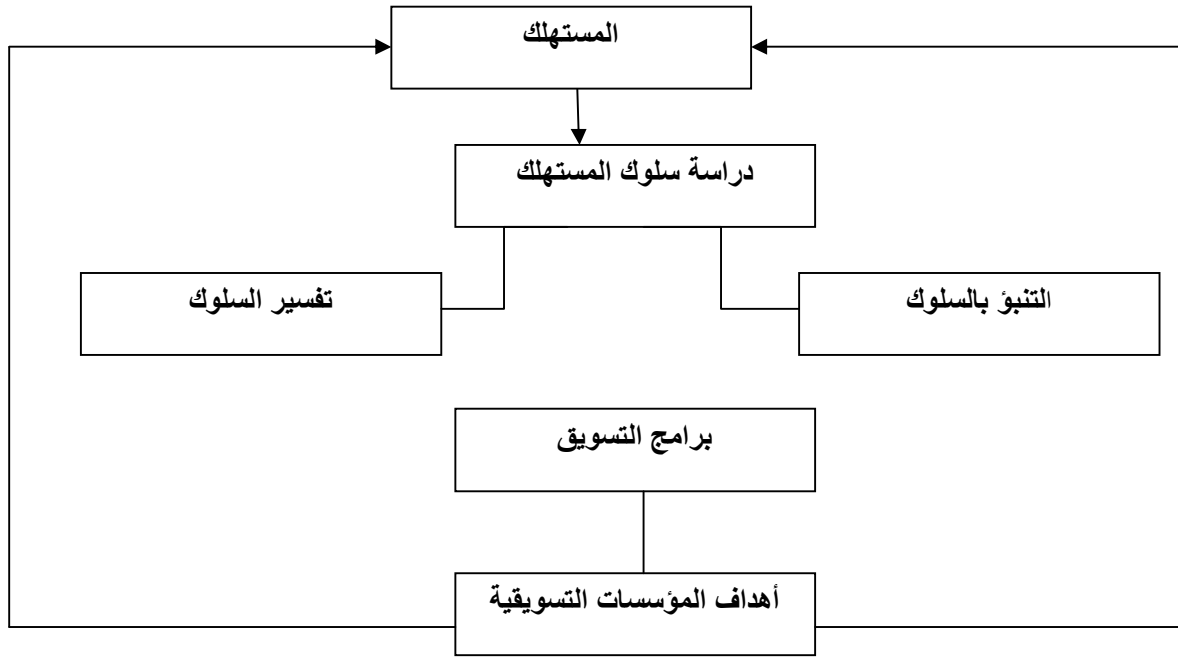 المستهلك
دراسة سلوك المستهلك
التنبؤ بالسلوك
تفسير السلوك
برامج التسويق
أهداف المؤسسات التسويقية